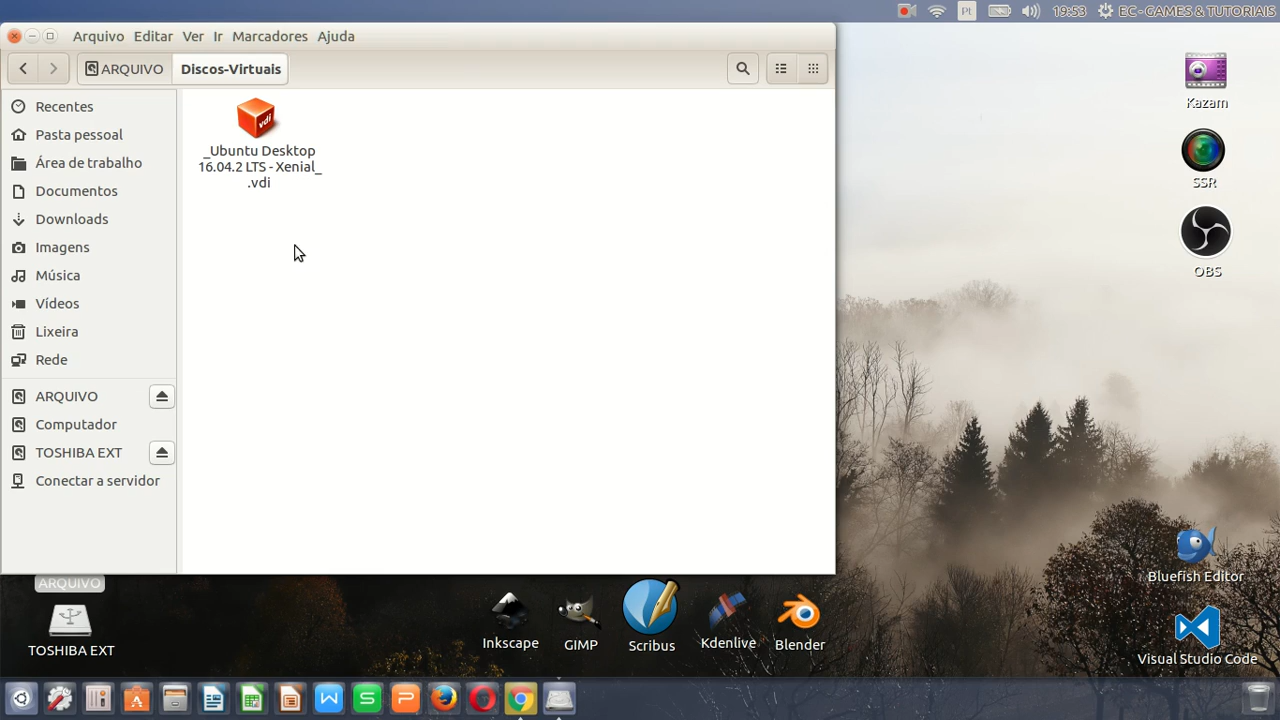 Pt
19:53
EC - GAMES & TUTORIAIS
Arquivo Editar Ver Ir Marcadores Ajuda
ARQUIVO Discos-Virtuais
Recentes
Pasta pessoal
Área de trabalho
Documentos
Downloads
Imagens
Música
Vídeos
Lixeira
Rede
ARQUIVO
Computador
TOSHIBA EXT
Conectar a servidor
vdi
_Ubuntu Desktop
16.04.2 LTS - Xenial_
.vdi
Kazam
SSR
OBS
Bluefish Editor
Visual Studio Code
ARQUIVO
TOSHIBA EXT
Inkscape
GIMP
Scribus
Kdenlive
Blender
W
S
P